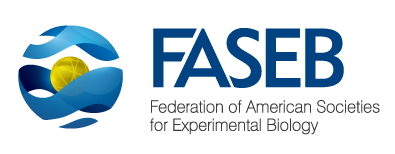 FASEB
Federation of American Societies
for Experimental Biology